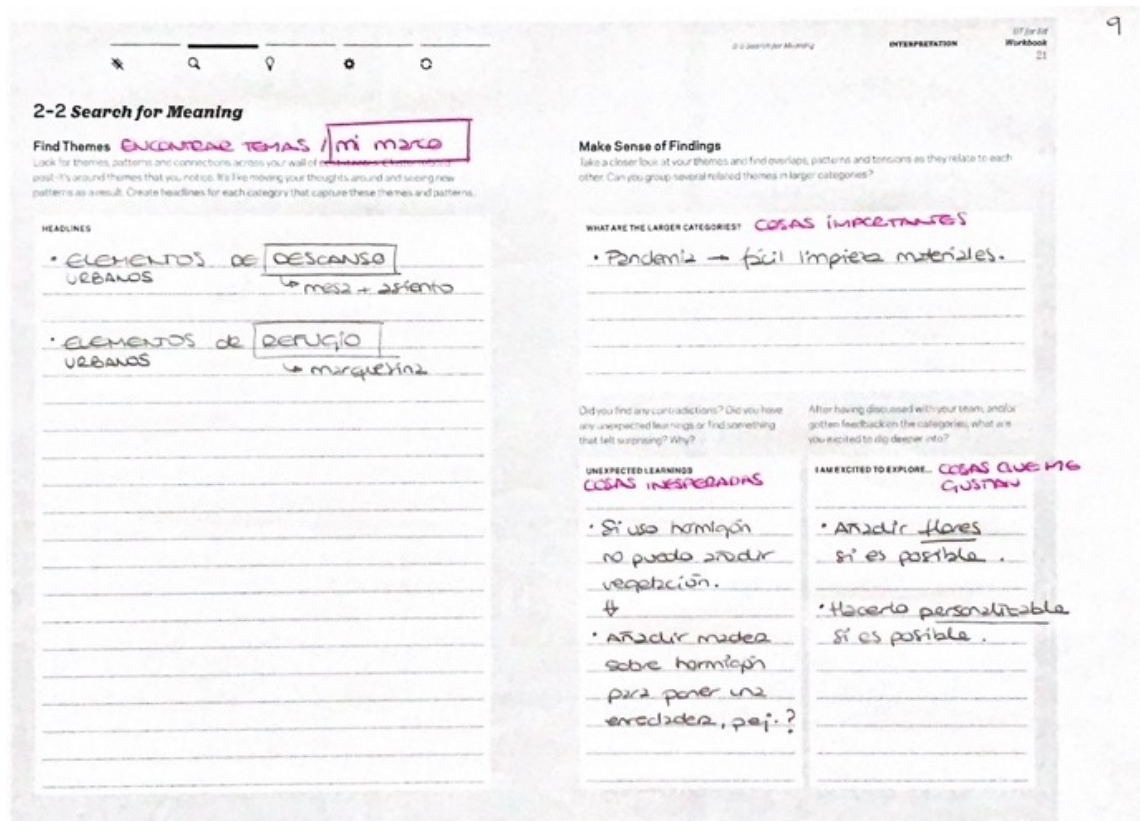 9
2-2 Search for Meaning
INTERPRETATION
DT for Ed
Workbook
21
2-2 Search for Meaning
Find Themes ENCONTRAR TEMAS / mi marco
Look for themes, patterns and connections across your wall of
post-it's around themes that you notice. It's like moving your thoughts around and seeing new
patterns as a result. Create headlines for each category that capture these themes and patterns.
HEADLINES
• ELEMENTOS DE DESCANSO
URBANOS
↳ mesa + asiento
• ELEMENTOS de REFUGIO
URBANOS
↳ marquesina
Make Sense of Findings
Take a closer look at your themes and find overlaps, patterns and tensions as they relate to each
other. Can you group several related themes in larger categories?
WHAT ARE THE LARGER CATEGORIES? COSAS IMPORTANTES
• Pandemia → fácil limpieza materiales.
Did you find any contradictions? Did you have
any unexpected learnings or find something
that felt surprising? Why?
UNEXPECTED LEARNINGS
COSAS INESPERADAS
• Si uso hormigón
no puedo añadir
vegetación.
⇓
• Añadir madera
sobre hormigón
para poner una
enredadera, pej.?
After having discussed with your team, and/or
gotten feedback on the categories, what are
you excited to dig deeper into?
I AM EXCITED TO EXPLORE... COSAS QUE ME
GUSTAN
• Añadir flores
si es posible.
• Hacerlo personalizable
si es posible.